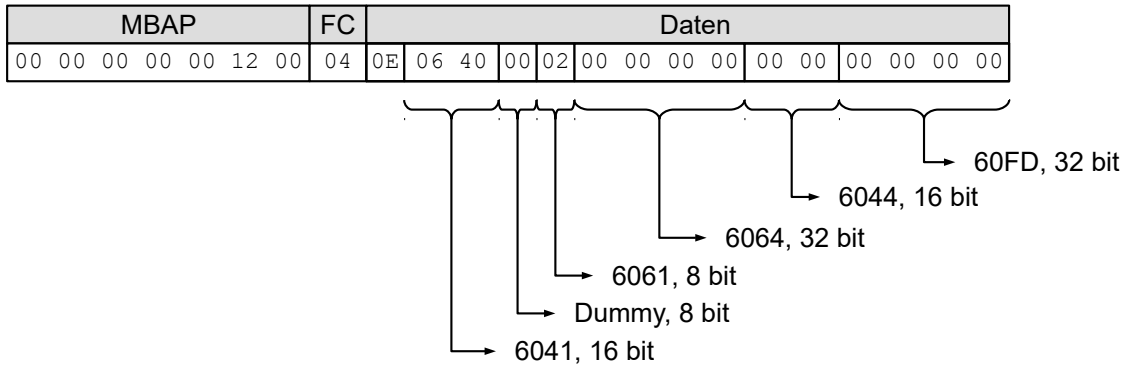 MBAP FC Daten
00 00 00 00 00 12 00 04 0E 06 40 00 02 00 00 00 00 00 00 00 00 00 00
60FD, 32 bit
6044, 16 bit
6064, 32 bit
6061, 8 bit
Dummy, 8 bit
6041, 16 bit